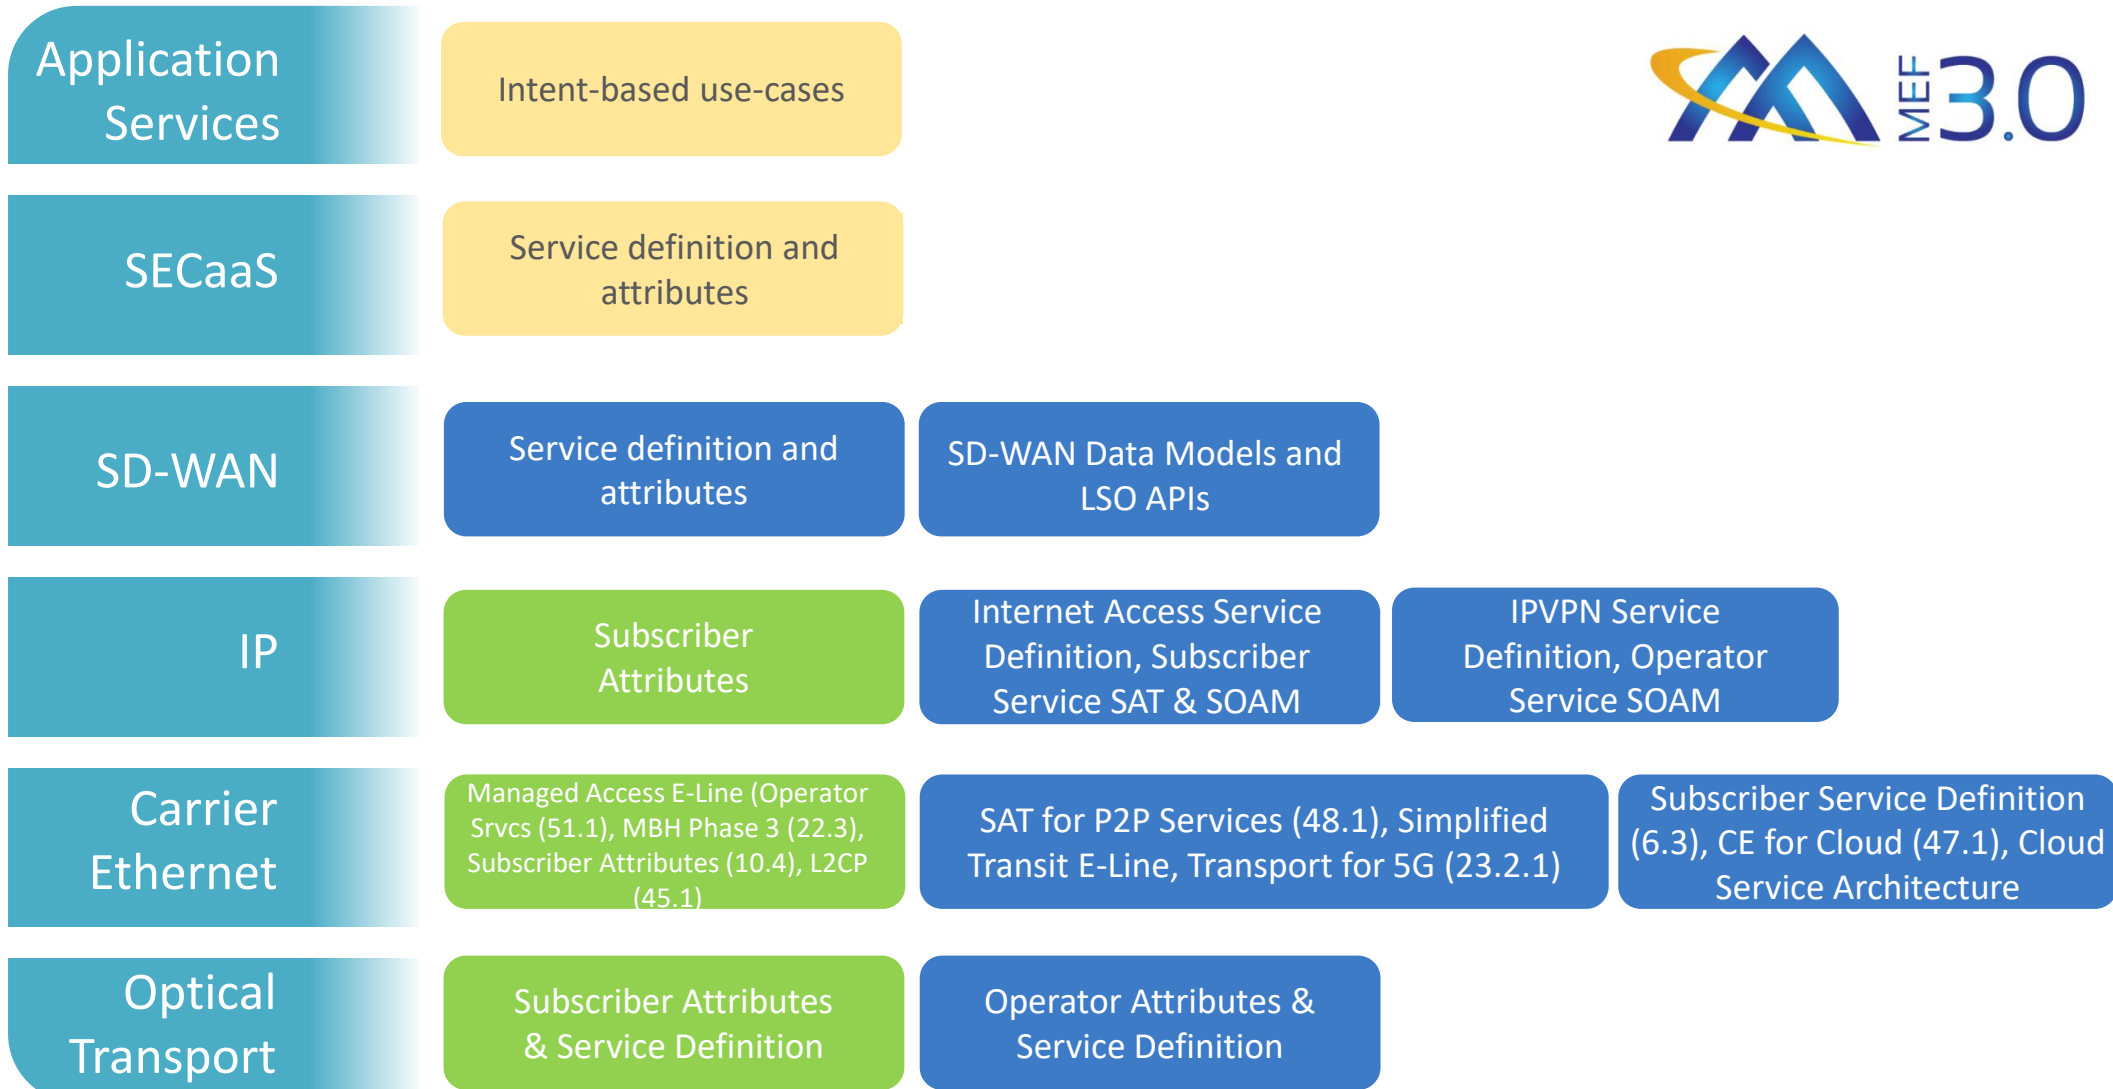 Application
Services
Intent-based use-cases
MEF 3.0
SECaaS
Service definition and
attributes
SD-WAN
Service definition and
attributes
SD-WAN Data Models and
LSO APIs
IP
Subscriber
Attributes
Internet Access Service
Definition, Subscriber
Service SAT & SOAM
IPVPN Service
Definition, Operator
Service SOAM
Carrier
Ethernet
Managed Access E-Line (Operator
Srvcs (51.1), MBH Phase 3 (22.3),
Subscriber Attributes (10.4), L2CP
(45.1)
SAT for P2P Services (48.1), Simplified
Transit E-Line, Transport for 5G (23.2.1)
Subscriber Service Definition
(6.3), CE for Cloud (47.1), Cloud
Service Architecture
Optical
Transport
Subscriber Attributes
& Service Definition
Operator Attributes &
Service Definition